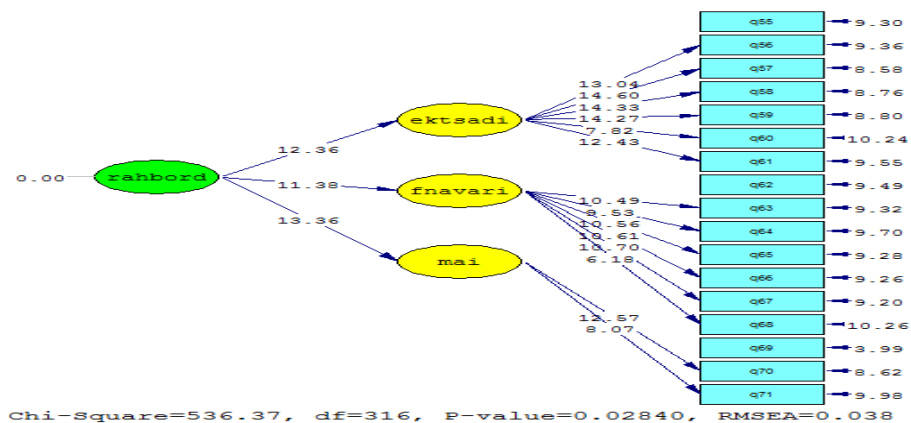 q55 9.30
q56 9.36
13.04 q57 8.58
14.60
14.33 q58 8.76
14.27 q59 8.80
ektsadi
7.82 q60 10.24
12.43
12.36 q61 9.55
0.00 rahbord
11.38 fnavari q62 9.49
10.49 q63 9.32
9.53
13.36 10.56 q64 9.70
10.61
10.70 q65 9.28
6.18
mai q66 9.26
q67 9.20
12.57 q68 10.26
8.07
q69 3.99
q70 8.62
q71 9.98
Chi-Square=536.37, df=316, P-value=0.02840, RMSEA=0.038